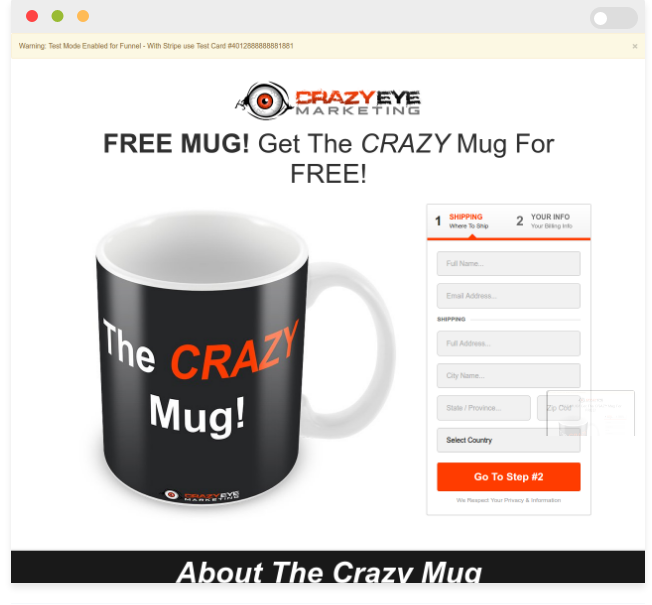 Warning: Test Mode Enabled for Funnel - With Stripe use Test Card #4012888888881881
×
CRAZYEYE
MARKETING
FREE MUG! Get The CRAZY Mug For
FREE!
1 SHIPPING
Where To Ship
2 YOUR INFO
Your Billing Info
The CRAZY
Mug!
CRAZYEYE
MARKETING
Full Name...
Email Address...
SHIPPING
Full Address...
City Name...
State / Province...
Zip Cod
Select Country
Go To Step #2
We Respect Your Privacy & Information
About The Crazy Mug